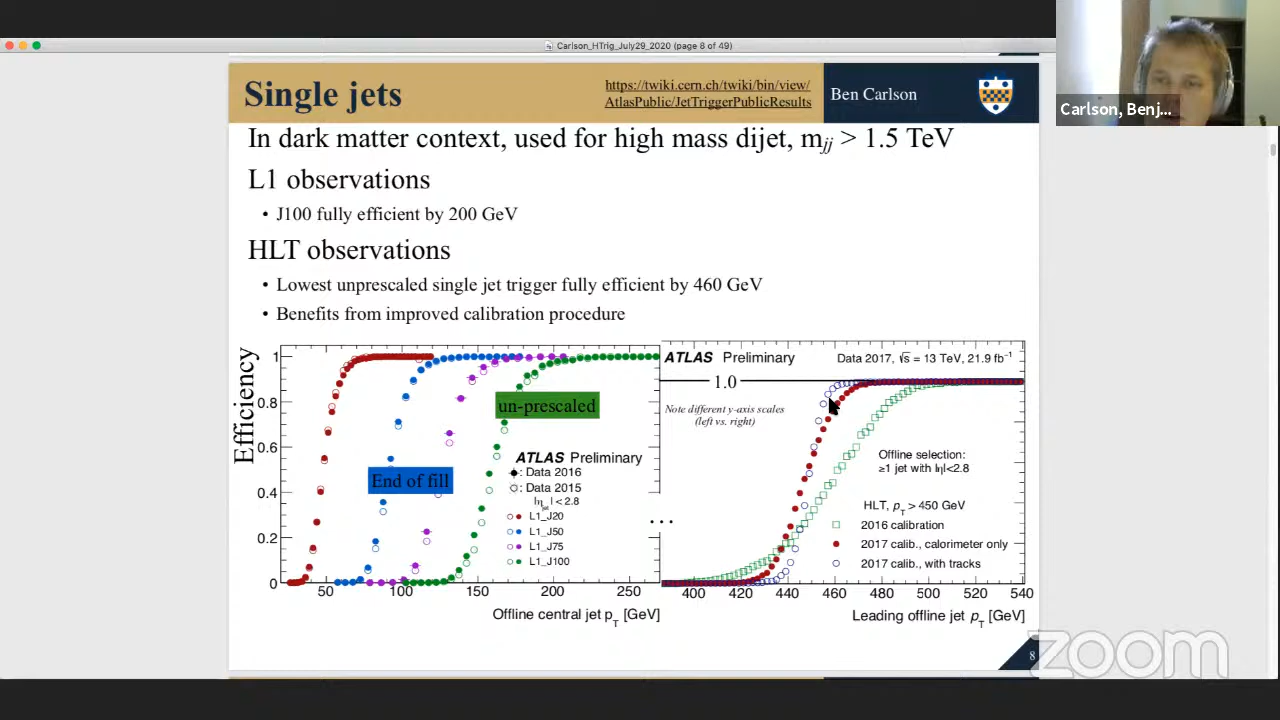 Carlson_HTrig_July29_2020 (page 8 of 49)
Single jets
https://twiki.cern.ch/twiki/bin/view/
AtlasPublic/JetTriggerPublicResults
Ben Carlson
Carlson, Benj...
In dark matter context, used for high mass dijet, mjj > 1.5 TeV
L1 observations
• J100 fully efficient by 200 GeV
HLT observations
• Lowest unprescaled single jet trigger fully efficient by 460 GeV
• Benefits from improved calibration procedure
Efficiency
1
0.8
0.6
0.4
0.2
0
un-prescaled
End of fill
ATLAS Preliminary
: Data 2016
: Data 2015
|ηjet| < 2.8
L1_J20
L1_J50
L1_J75
L1_J100
50 100 150 200 250
Offline central jet pT [GeV]
...
ATLAS Preliminary
Data 2017, √s = 13 TeV, 21.9 fb⁻¹
1.0
Note different y-axis scales
(left vs. right)
Offline selection:
≥1 jet with |η|<2.8
HLT, pT > 450 GeV
2016 calibration
2017 calib., calorimeter only
2017 calib., with tracks
400 420 440 460 480 500 520 540
Leading offline jet pT [GeV]
8
zoom